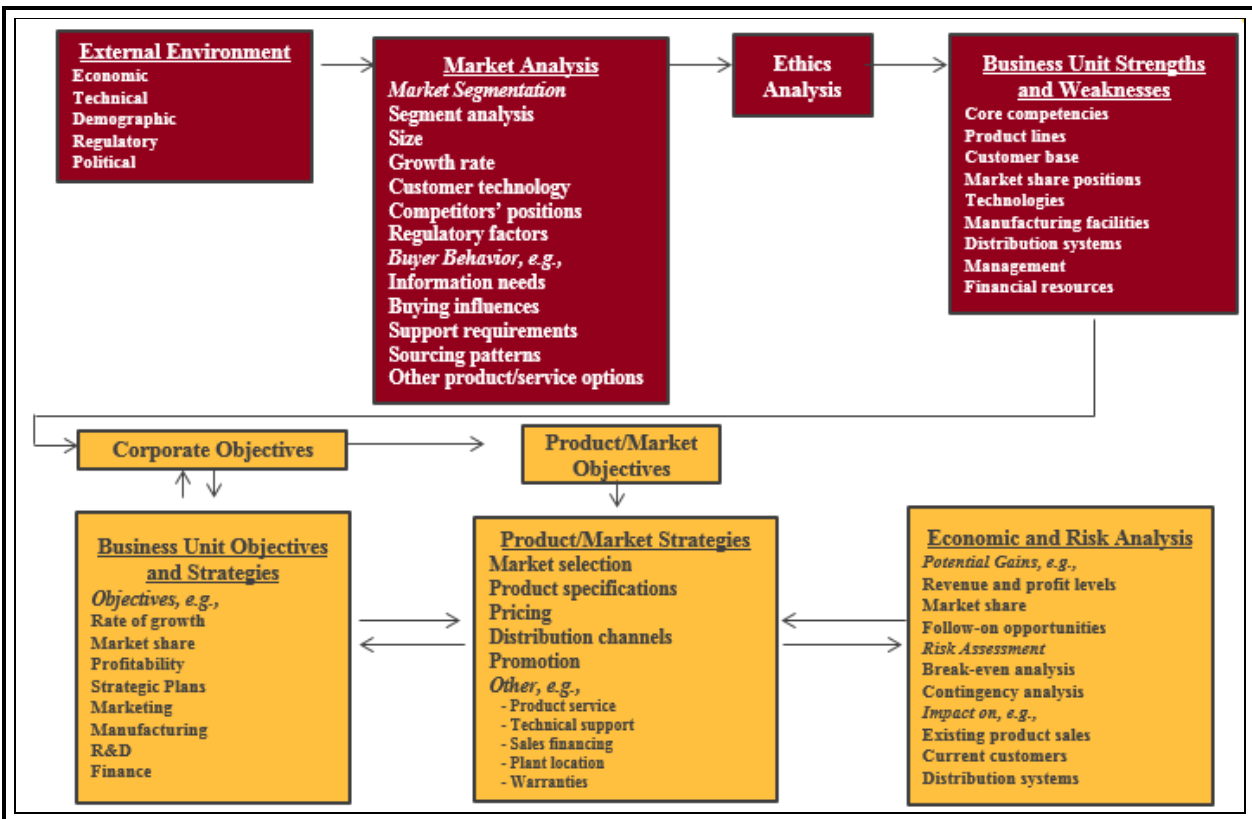 External Environment
Economic
Technical
Demographic
Regulatory
Political
Market Analysis
Market Segmentation
Segment analysis
Size
Growth rate
Customer technology
Competitors’ positions
Regulatory factors
Buyer Behavior, e.g.,
Information needs
Buying influences
Support requirements
Sourcing patterns
Other product/service options
Ethics
Analysis
Business Unit Strengths
and Weaknesses
Core competencies
Product lines
Customer base
Market share positions
Technologies
Manufacturing facilities
Distribution systems
Management
Financial resources
Corporate Objectives
Product/Market
Objectives
Business Unit Objectives
and Strategies
Objectives, e.g.,
Rate of growth
Market share
Profitability
Strategic Plans
Marketing
Manufacturing
R&D
Finance
Product/Market Strategies
Market selection
Product specifications
Pricing
Distribution channels
Promotion
Other, e.g.,
- Product service
- Technical support
- Sales financing
- Plant location
- Warranties
Economic and Risk Analysis
Potential Gains, e.g.,
Revenue and profit levels
Market share
Follow-on opportunities
Risk Assessment
Break-even analysis
Contingency analysis
Impact on, e.g.,
Existing product sales
Current customers
Distribution systems